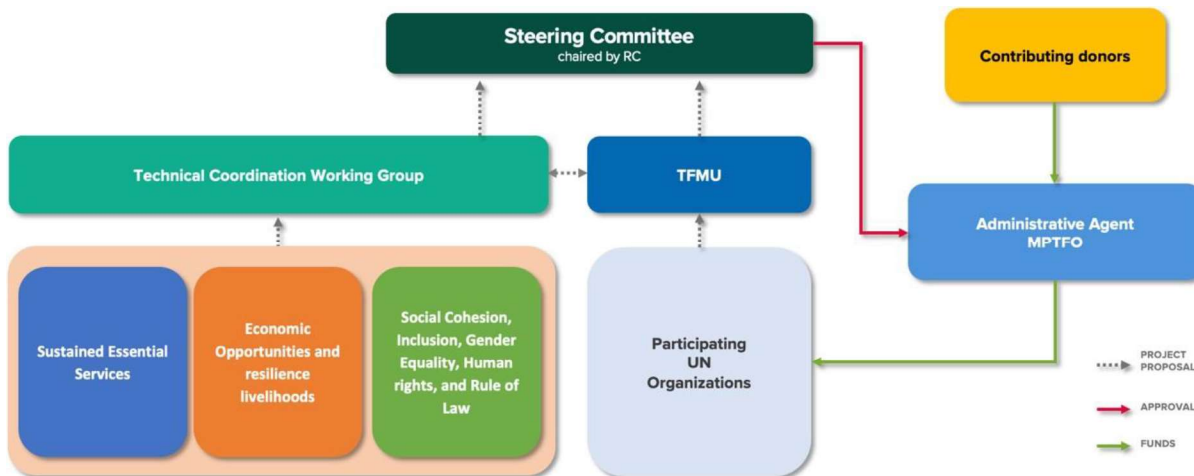 Steering Committee
chaired by RC
Contributing donors
Technical Coordination Working Group
TFMU
Administrative Agent
MPTFO
Sustained Essential
Services
Economic
Opportunities and
resilience
livelihoods
Social Cohesion,
Inclusion, Gender
Equality, Human
rights, and Rule of
Law
Participating
UN
Organizations
PROJECT
PROPOSAL
APPROVAL
FUNDS